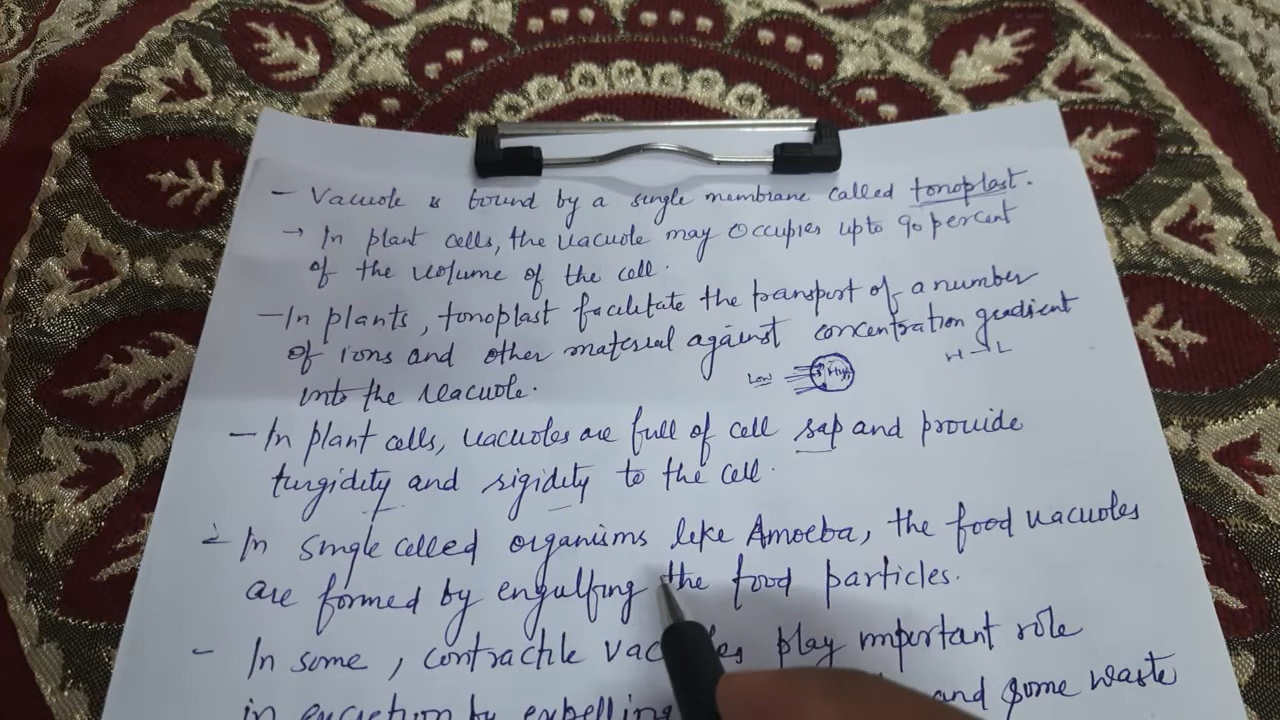 - Vacuole is bound by a single membrane called tonoplast.
→ In plant cells, the vacuole may occupies upto 90 percent
of the volume of the cell.
- In plants, tonoplast facilitate the transport of a number
of ions and other material against concentration gradient
H → L
into the vacuole.
Low
High
- In plant cells, vacuoles are full of cell sap and provide
turgidity and rigidity to the cell.
- In single celled organisms like Amoeba, the food vacuoles
are formed by engulfing the food particles.
- In some, contractile play important role
in excretion by expelling and some waste